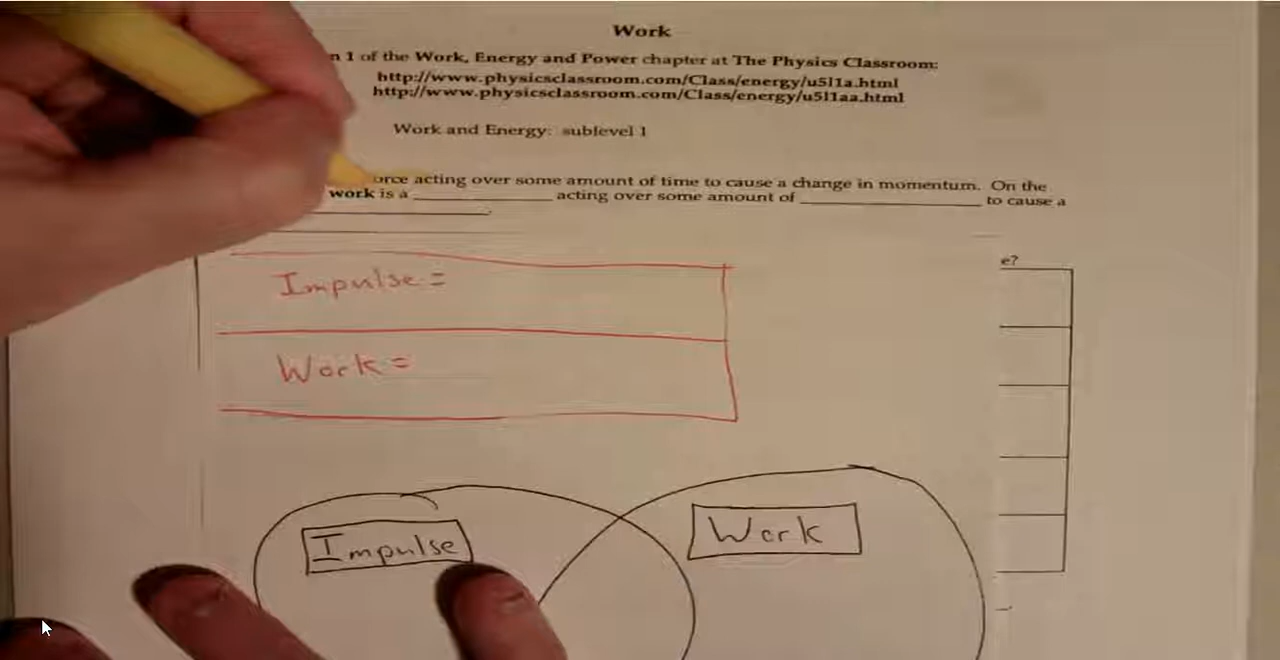 Work
1 of the Work, Energy and Power chapter at The Physics Classroom:
http://www.physicsclassroom.com/Class/energy/u5l1a.html
http://www.physicsclassroom.com/Class/energy/u5l1aa.html
Work and Energy: sublevel 1
acting over some amount of time to cause a change in momentum. On the
work is a ____________ acting over some amount of ____________ to cause a
Impulse =
Work =
Impulse
Work